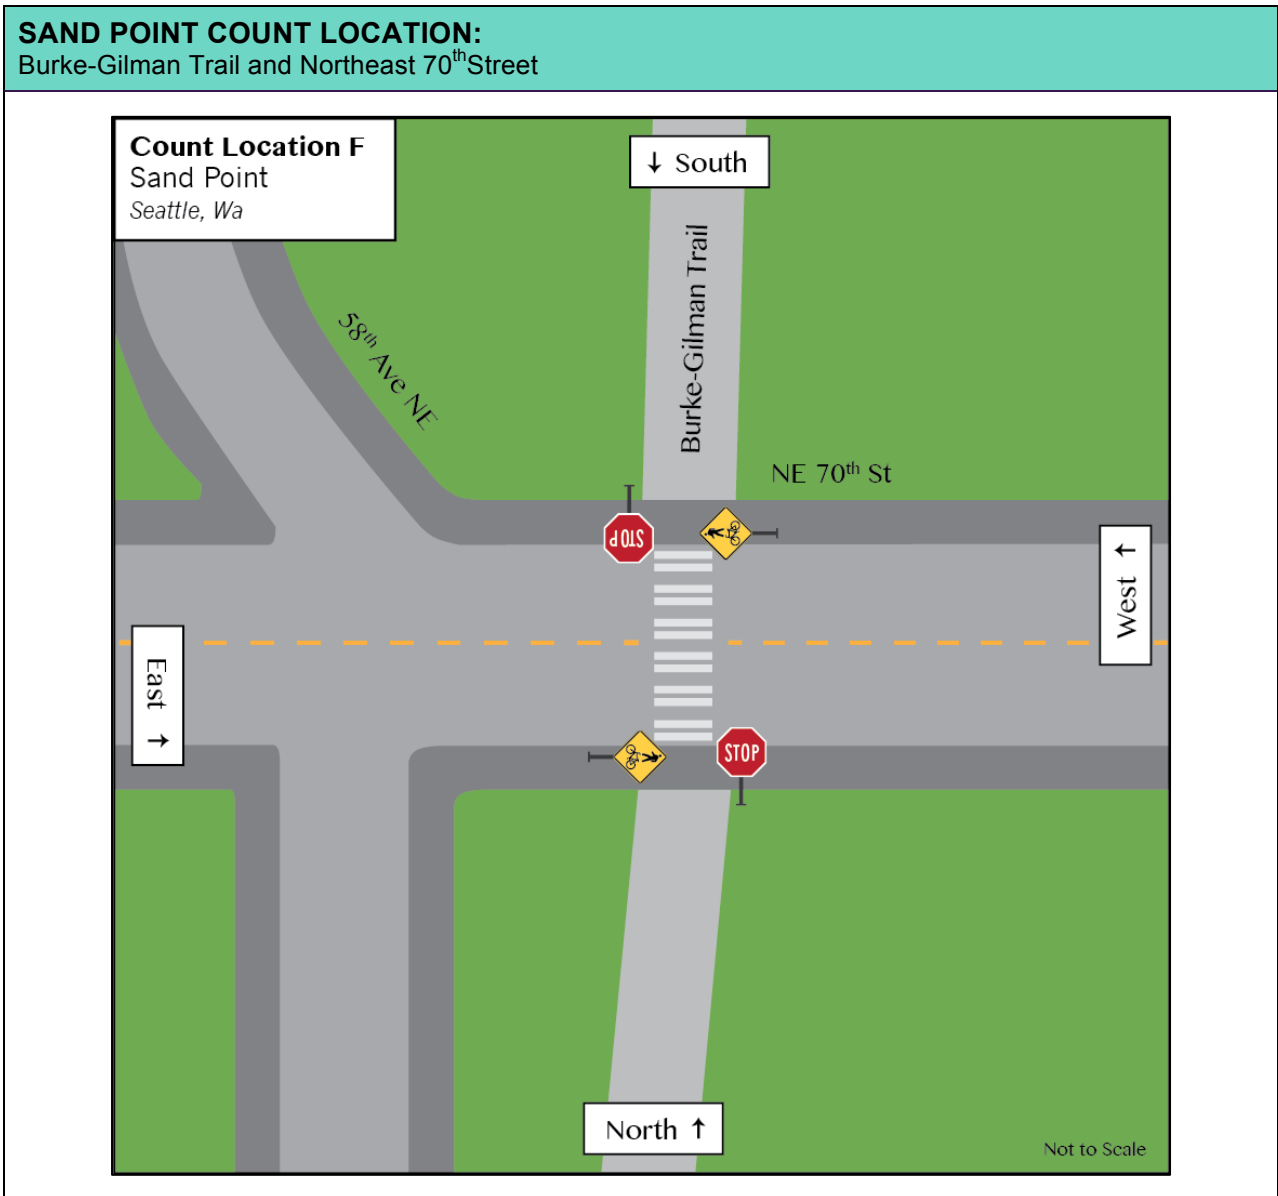 SAND POINT COUNT LOCATION:
Burke-Gilman Trail and Northeast 70thStreet
Count Location F
Sand Point
Seattle, Wa
↓ South
Burke-Gilman Trail
58th Ave NE
NE 70th St
STOP
West ↑
East ↑
STOP
North ↑
Not to Scale